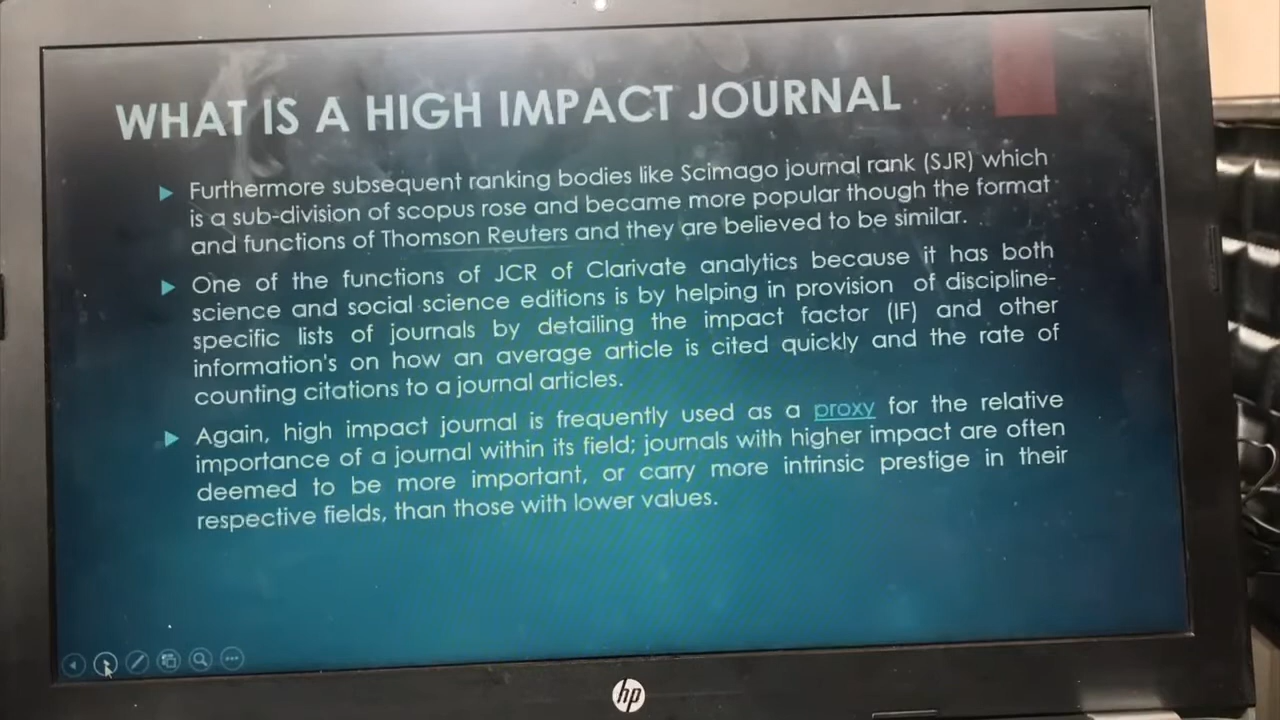 WHAT IS A HIGH IMPACT JOURNAL
Furthermore subsequent ranking bodies like Scimago journal rank (SJR) which
is a sub-division of scopus rose and became more popular though the format
and functions of Thomson Reuters and they are believed to be similar.
One of the functions of JCR of Clarivate analytics because it has both
science and social science editions is by helping in provision of discipline-
specific lists of journals by detailing the impact factor (IF) and other
information's on how an average article is cited quickly and the rate of
counting citations to a journal articles.
Again, high impact journal is frequently used as a proxy for the relative
importance of a journal within its field; journals with higher impact are often
deemed to be more important, or carry more intrinsic prestige in their
respective fields, than those with lower values.
hp